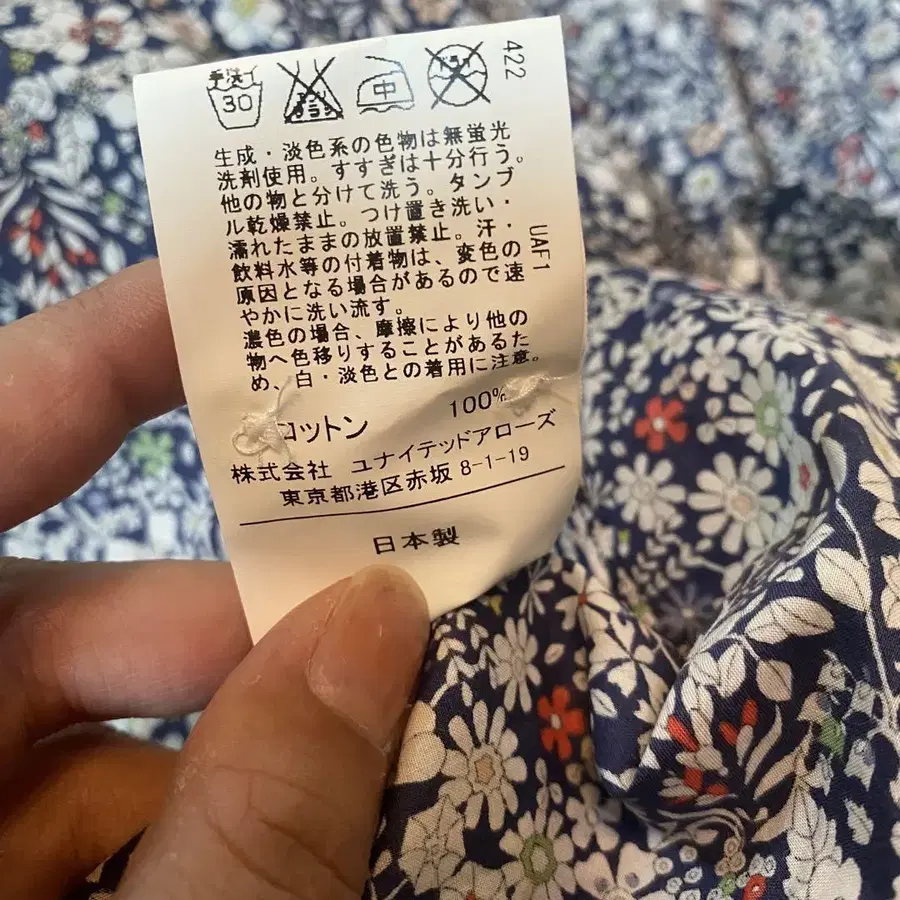 手洗イ
30
エンソサラシ
中
422
生成・淡色系の色物は無蛍光
洗剤使用。すすぎは十分行う。
他の物と分けて洗う。タンブ
ル乾燥禁止。つけ置き洗い・
濡れたままの放置禁止。汗・
飲料水等の付着物は、変色の
原因となる場合があるので速
やかに洗い流す。
濃色の場合、摩擦により他の
物へ色移りすることがあるた
め、白・淡色との着用に注意。
UAF1
コットン 100%
株式会社 ユナイテッドアローズ
東京都港区赤坂 8-1-19
日本製